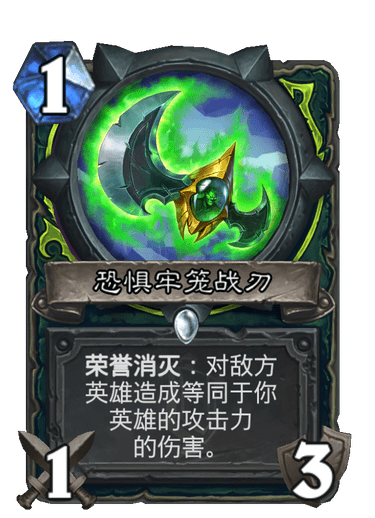 1
恐惧牢笼战刃
荣誉消灭：对敌方
英雄造成等同于你
英雄的攻击力
的伤害。
1
3